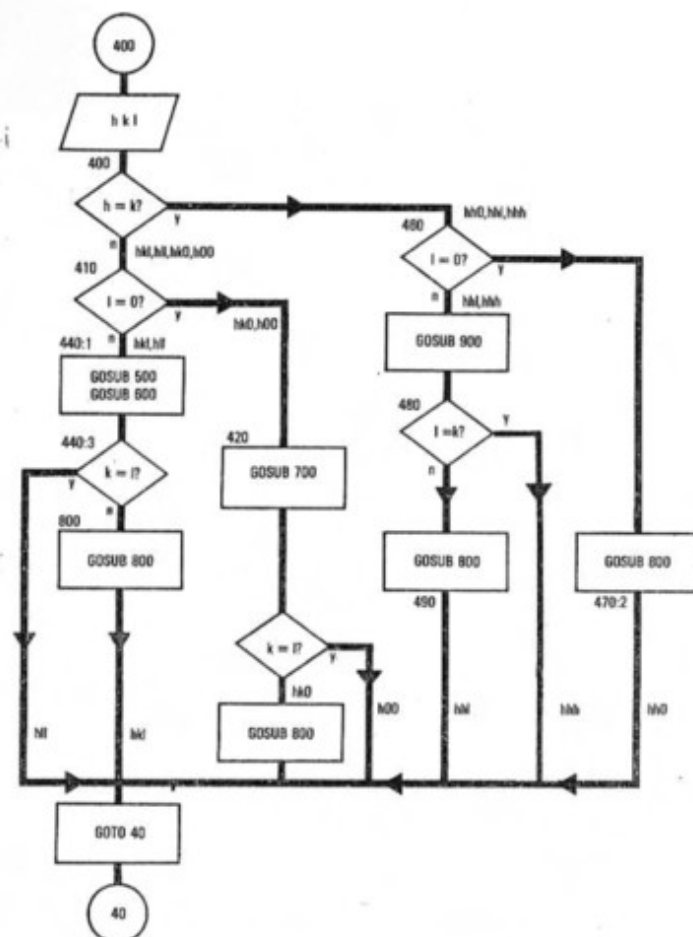 400
h k l
400
h = k?
y
n
hkl,hll,hk0,h00
hh0,hhl,hhh
480
l = 0?
y
n
hhl,hhh
410
l = 0?
y
n
hk0,h00
440:1
hkl,hll
GOSUB 500
GOSUB 600
GOSUB 900
480
l =k?
y
n
440:3
k = l?
y
n
420
GOSUB 700
800
GOSUB 800
GOSUB 800
490
GOSUB 800
470:2
k = l?
y
hk0
GOSUB 800
h00
hll
hkl
hhl
hhh
hh0
GOTO 40
40